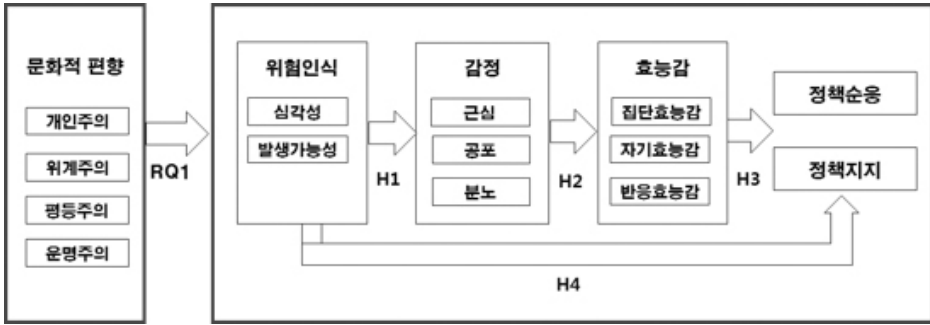 문화적 편향
개인주의
위계주의
평등주의
운명주의
RQ1
위험인식
심각성
발생가능성
H1
감정
근심
공포
분노
H2
효능감
집단효능감
자기효능감
반응효능감
H3
정책순응
정책지지
H4